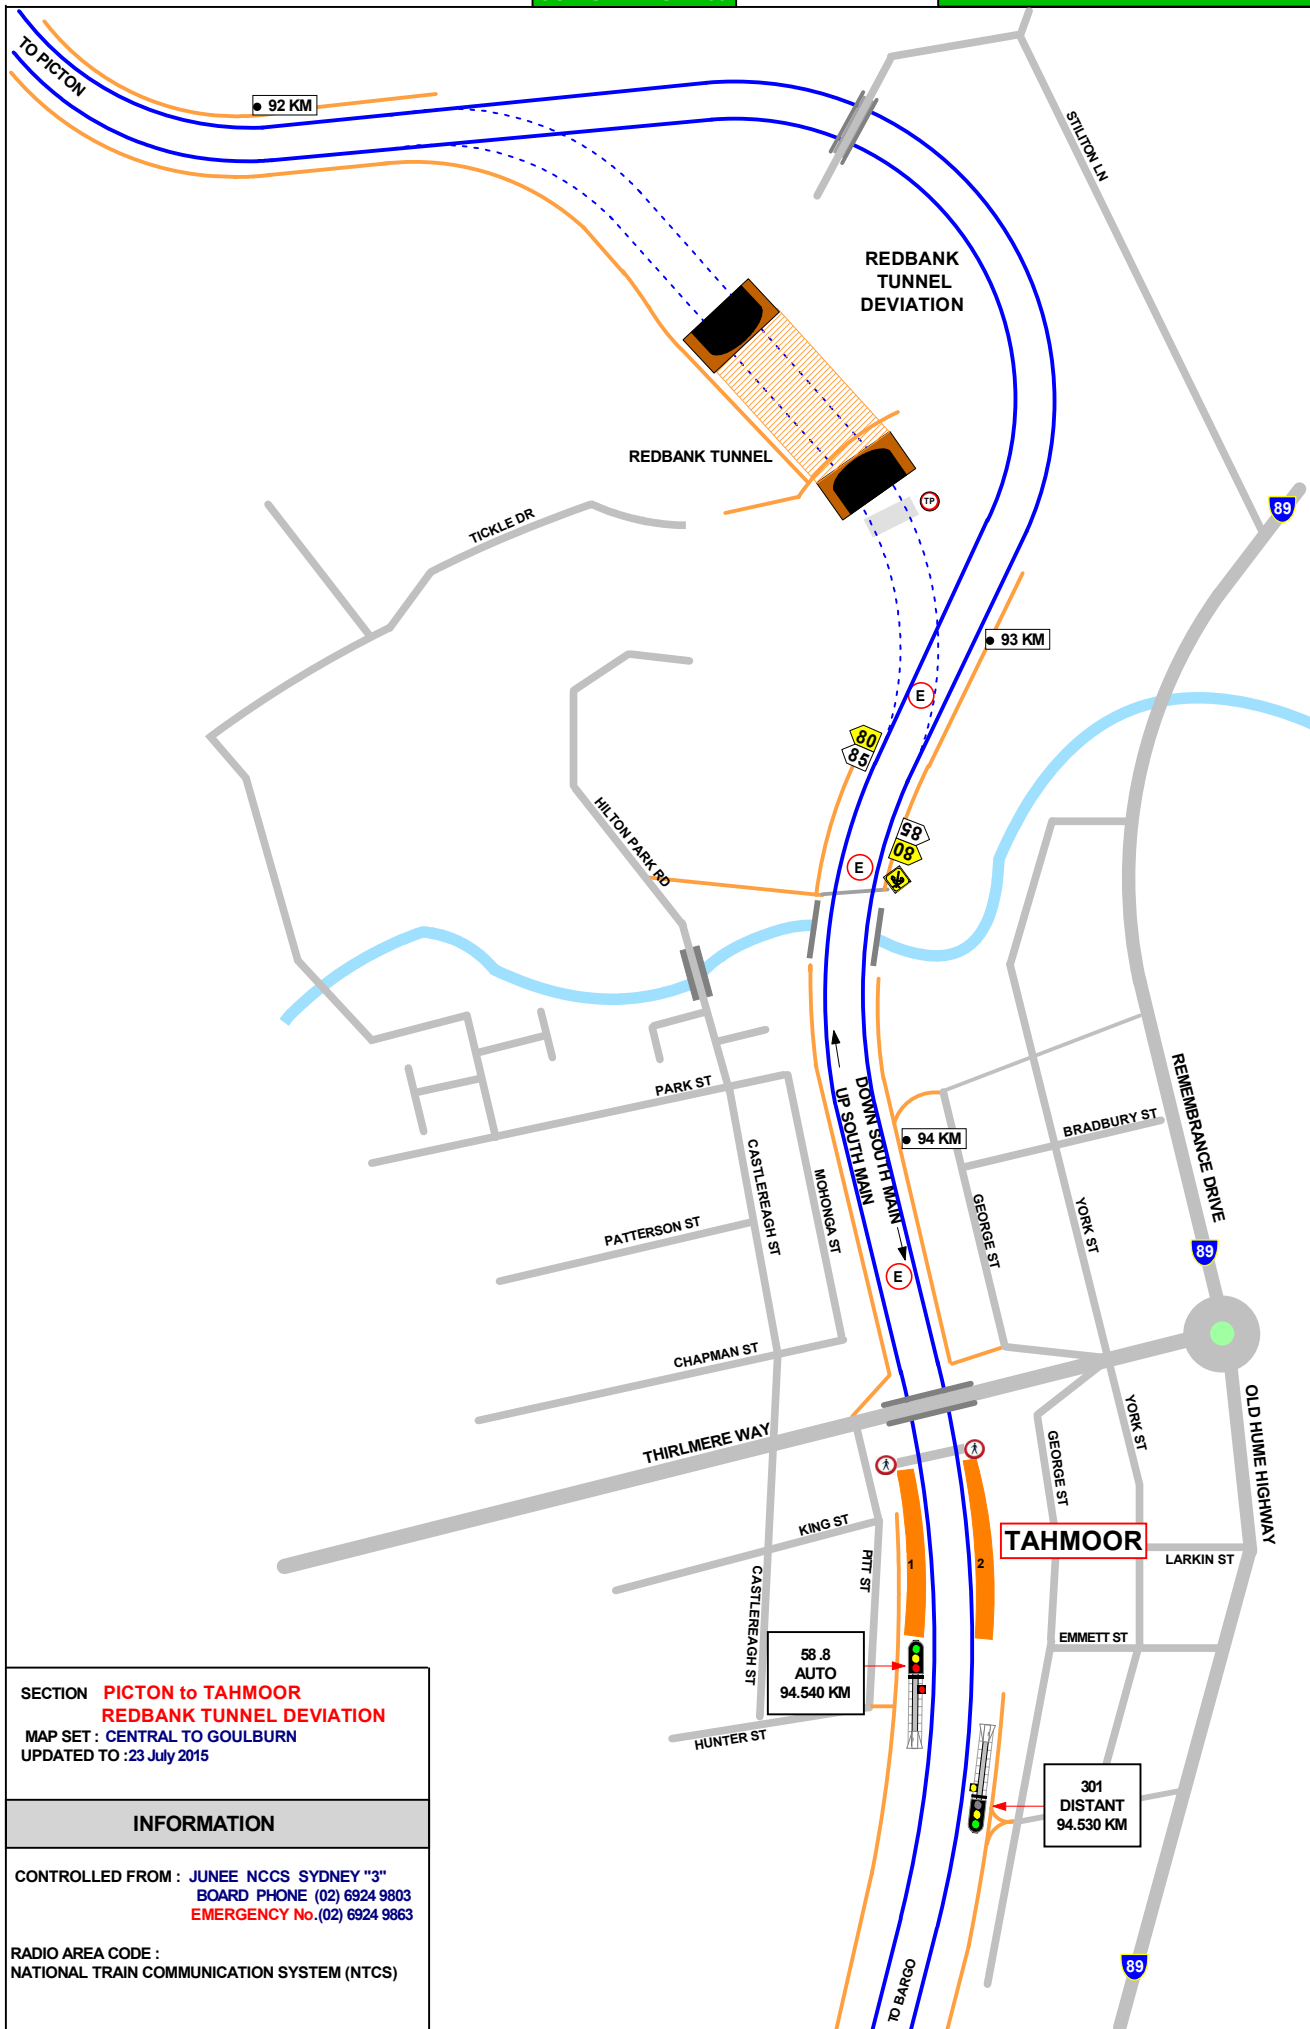 TO PICTON
92 KM
STILITON LN
REDBANK
TUNNEL
DEVIATION
REDBANK TUNNEL
TP
89
TICKLE DR
93 KM
E
80
85
HILTON PARK RD
85
80
E
PARK ST
UP SOUTH MAIN
DOWN SOUTH MAIN
94 KM
BRADBURY ST
REMEMBRANCE DRIVE
CASTLEREAGH ST
MOHONGA ST
GEORGE ST
YORK ST
PATTERSON ST
89
E
CHAPMAN ST
THIRLMERE WAY
YORK ST
GEORGE ST
OLD HUME HIGHWAY
KING ST
PITT ST
CASTLEREAGH ST
1
2
TAHMOOR
LARKIN ST
EMMETT ST
58.8
AUTO
94.540 KM
HUNTER ST
301
DISTANT
94.530 KM
89
TO BARGO
SECTION PICTON to TAHMOOR
REDBANK TUNNEL DEVIATION
MAP SET : CENTRAL TO GOULBURN
UPDATED TO :23 July 2015
INFORMATION
CONTROLLED FROM : JUNEE NCCS SYDNEY "3"
BOARD PHONE (02) 6924 9803
EMERGENCY No.(02) 6924 9863
RADIO AREA CODE :
NATIONAL TRAIN COMMUNICATION SYSTEM (NTCS)